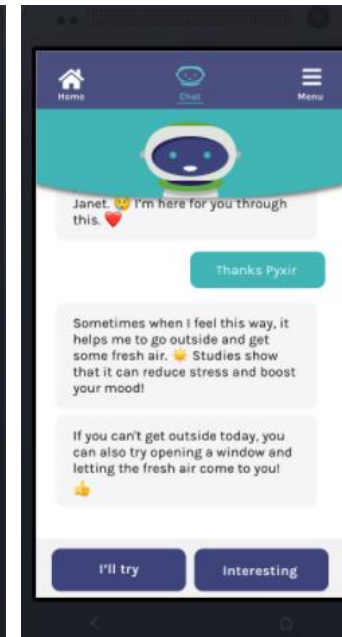 Home Chat Menu
Janet. 😢 I'm here for you through
this. ❤️
Thanks Pyxir
Sometimes when I feel this way, it
helps me to go outside and get
some fresh air. ☀️ Studies show
that it can reduce stress and boost
your mood!
If you can't get outside today, you
can also try opening a window and
letting the fresh air come to you!
👍
I'll try Interesting